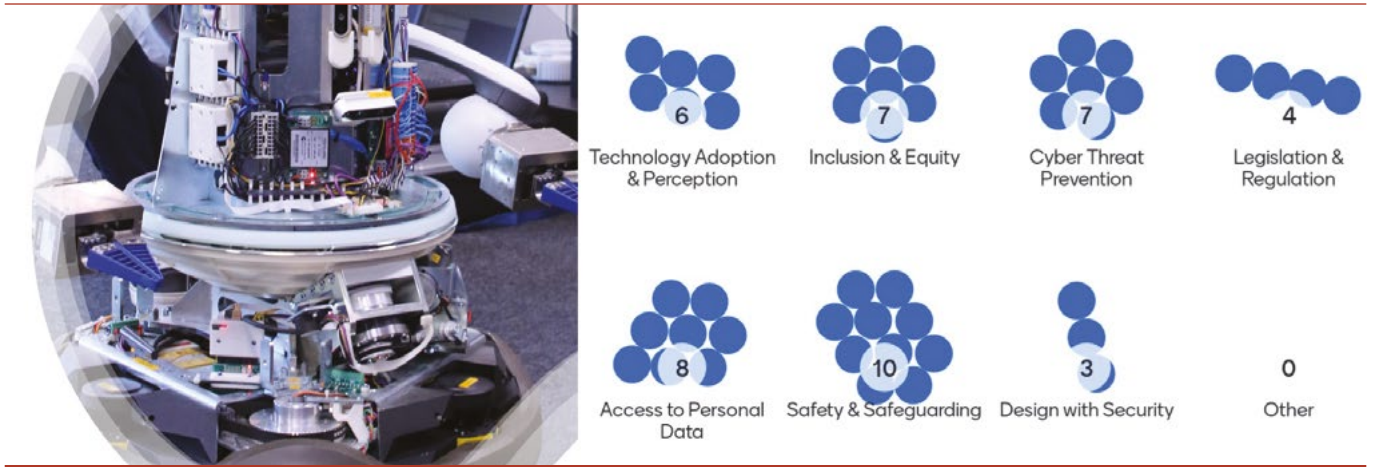 6
7
7
4
Technology Adoption
& Perception
Inclusion & Equity
Cyber Threat
Prevention
Legislation &
Regulation
8
10
3
0
Access to Personal
Data
Safety & Safeguarding
Design with Security
Other